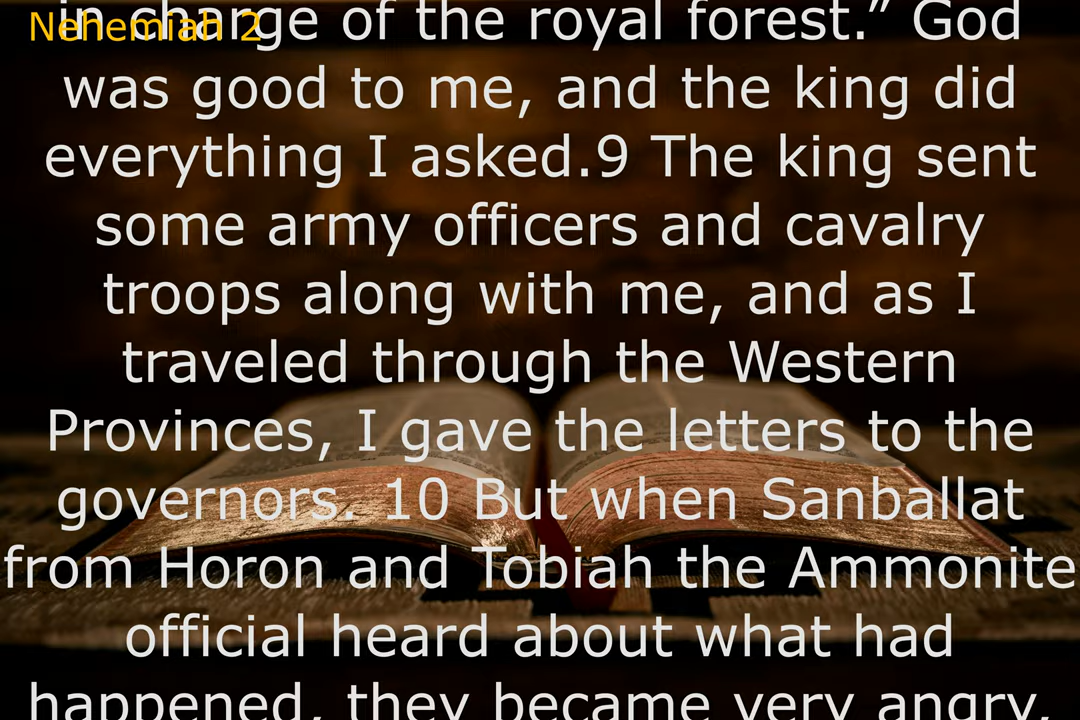 Nehemiah 2
in charge of the royal forest.” God
was good to me, and the king did
everything I asked.9 The king sent
some army officers and cavalry
troops along with me, and as I
traveled through the Western
Provinces, I gave the letters to the
governors. 10 But when Sanballat
from Horon and Tobiah the Ammonite
official heard about what had
happened, they became very angry,